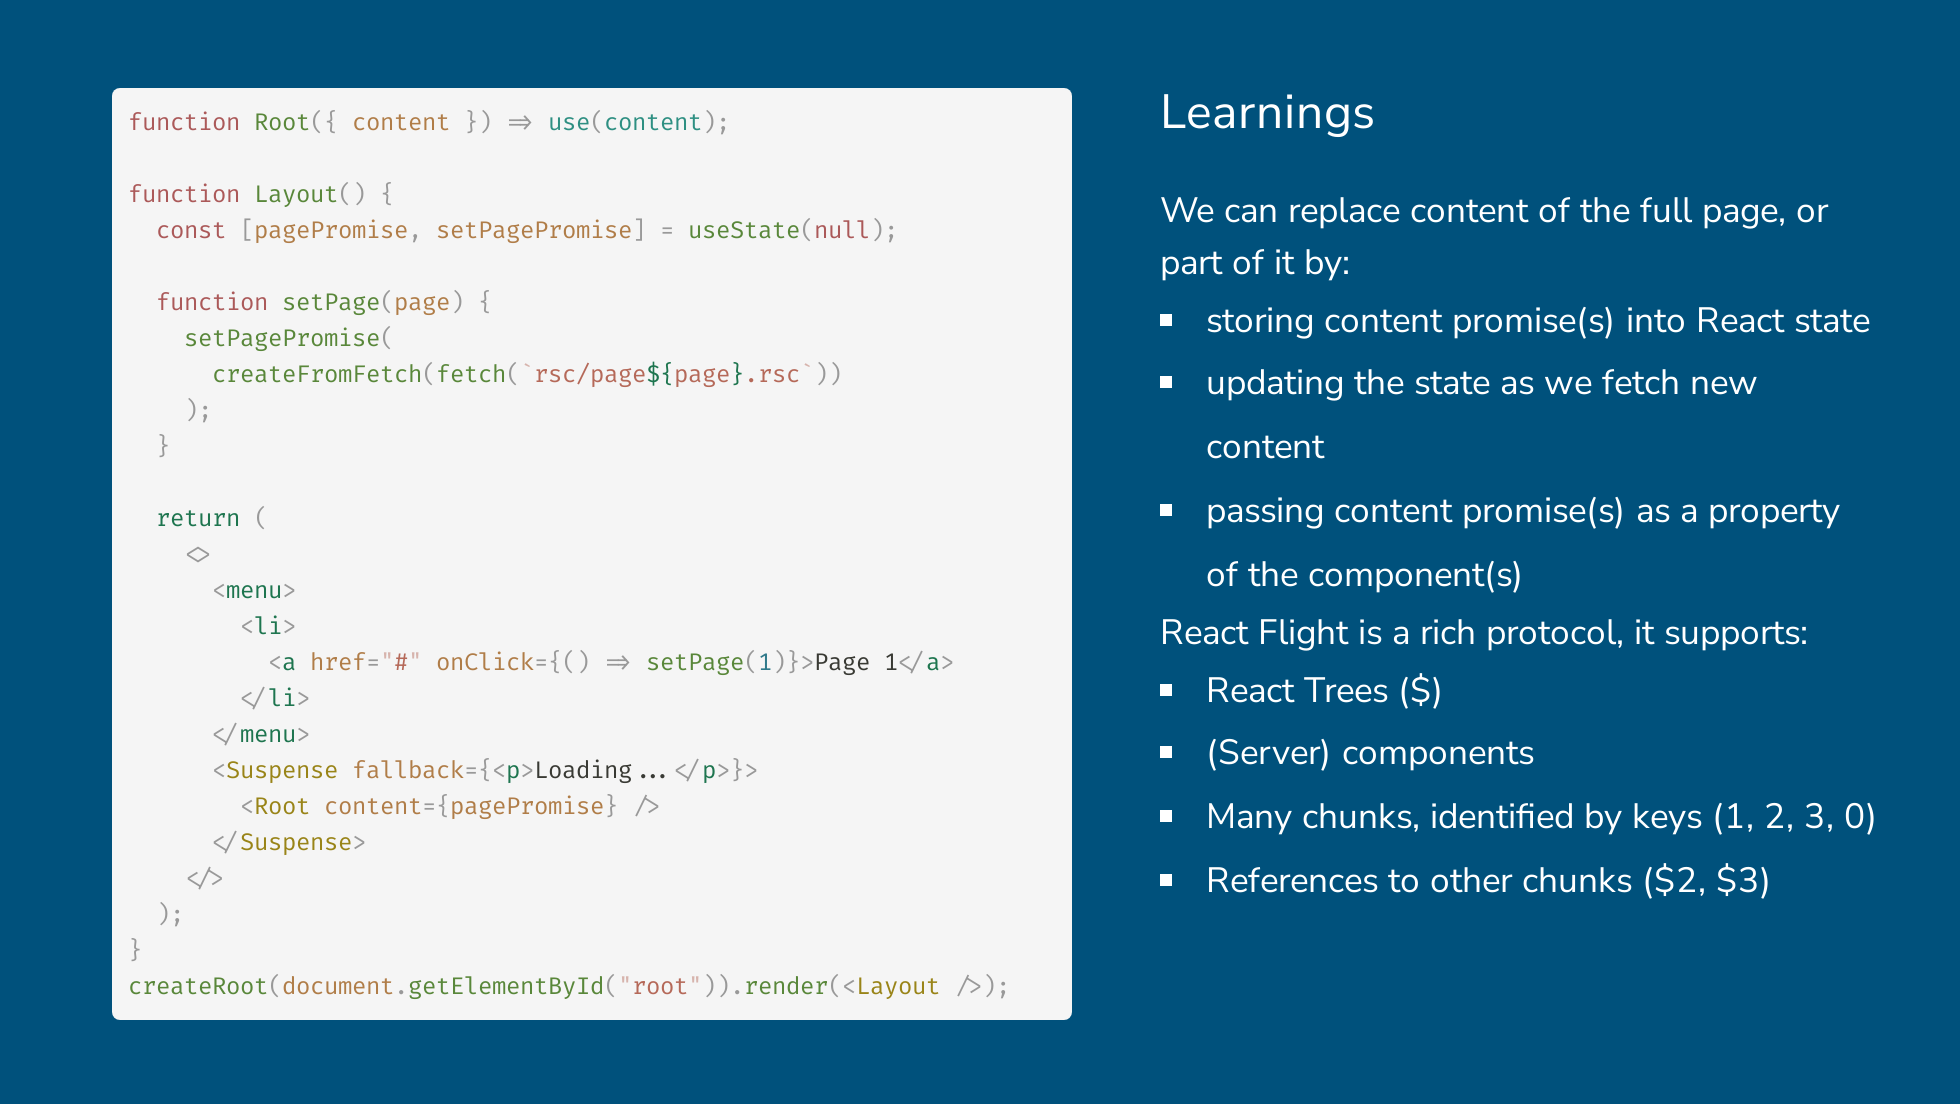 function Root({ content }) => use(content);

function Layout() {
  const [pagePromise, setPagePromise] = useState(null);

  function setPage(page) {
    setPagePromise(
      createFromFetch(fetch(`rsc/page${page}.rsc`))
    );
  }

  return (
    <>
      <menu>
        <li>
          <a href="#" onClick={() => setPage(1)}>Page 1</a>
        </li>
      </menu>
      <Suspense fallback={<p>Loading...</p>}>
        <Root content={pagePromise} />
      </Suspense>
    </>
  );
}
createRoot(document.getElementById("root")).render(<Layout />);
Learnings
We can replace content of the full page, or
part of it by:
▪ storing content promise(s) into React state
▪ updating the state as we fetch new
content
▪ passing content promise(s) as a property
of the component(s)
React Flight is a rich protocol, it supports:
▪ React Trees ($)
▪ (Server) components
▪ Many chunks, identified by keys (1, 2, 3, 0)
▪ References to other chunks ($2, $3)